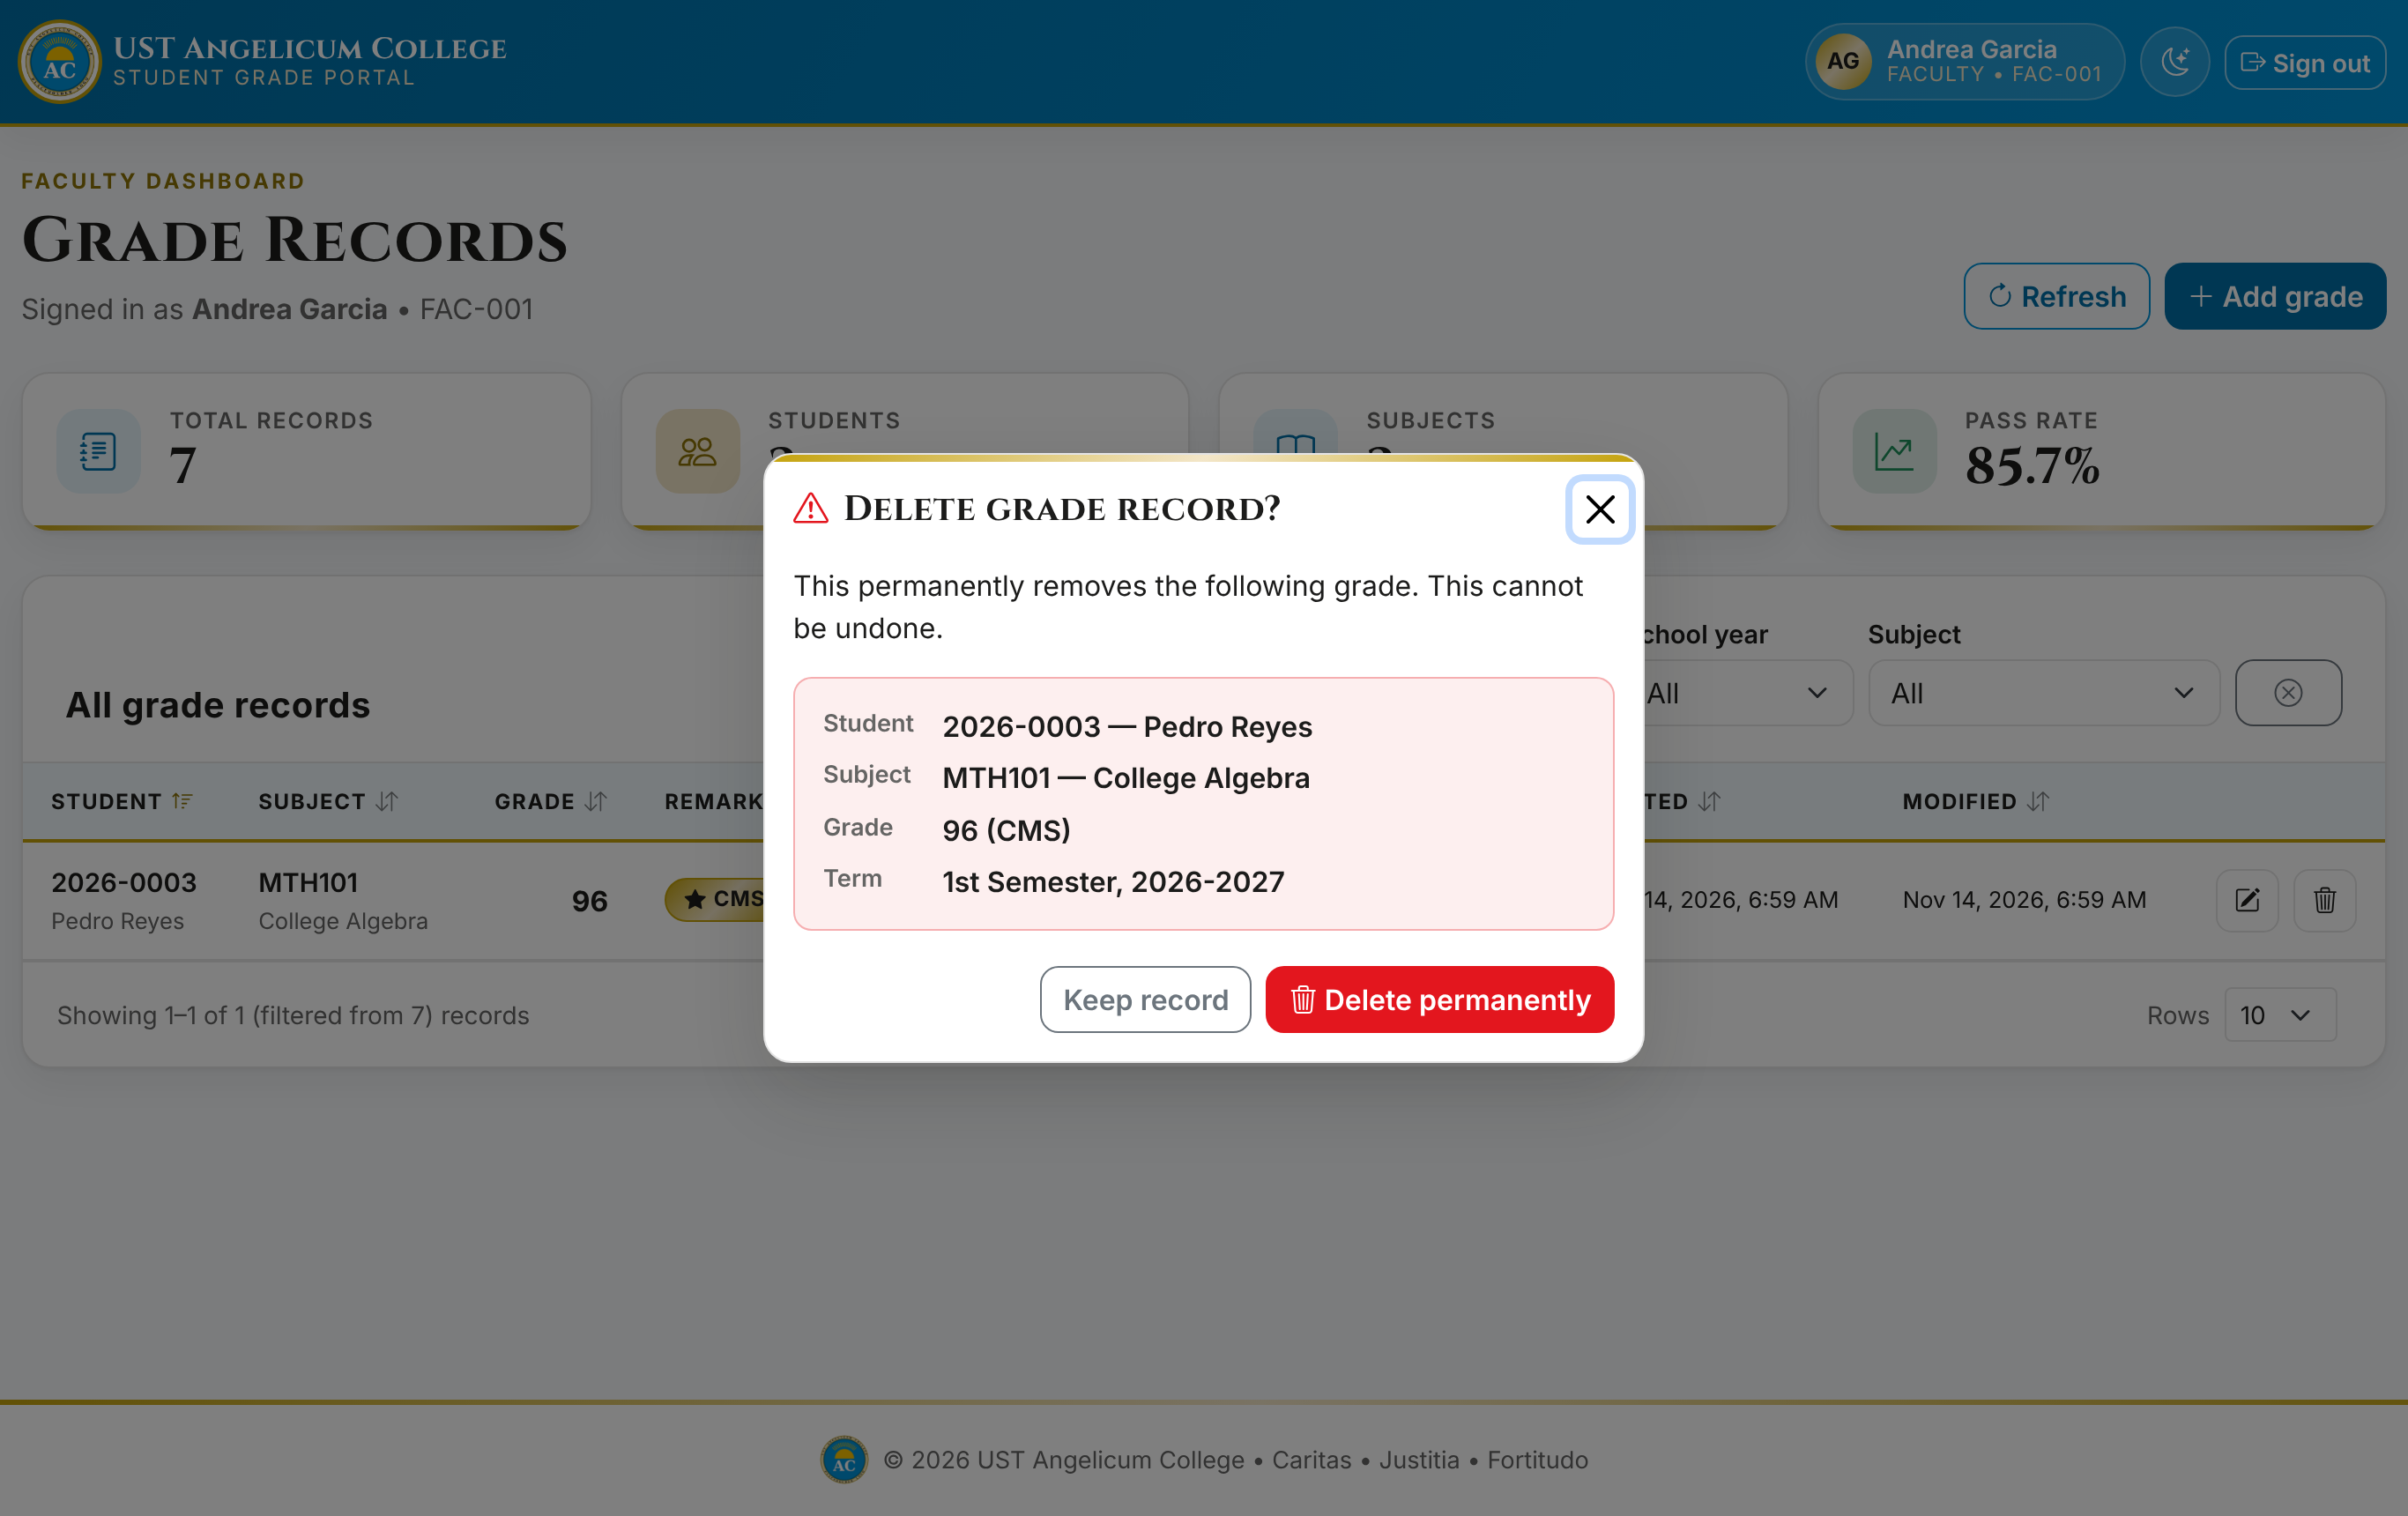 AC
UST Angelicum College
STUDENT GRADE PORTAL
AG
Andrea Garcia
FACULTY • FAC-001
Sign out
FACULTY DASHBOARD
Grade Records
Signed in as Andrea Garcia • FAC-001
Refresh
Add grade
TOTAL RECORDS
7
STUDENTS
SUBJECTS
PASS RATE
85.7%
Delete grade record?
This permanently removes the following grade. This cannot
be undone.
Student 2026-0003 — Pedro Reyes
Subject MTH101 — College Algebra
Grade 96 (CMS)
Term 1st Semester, 2026-2027
Keep record
Delete permanently
All grade records
chool year
All
Subject
All
STUDENT SUBJECT GRADE REMARK TED MODIFIED
2026-0003
Pedro Reyes
MTH101
College Algebra
96
CMS
14, 2026, 6:59 AM
Nov 14, 2026, 6:59 AM
Showing 1–1 of 1 (filtered from 7) records
Rows 10
AC
© 2026 UST Angelicum College • Caritas • Justitia • Fortitudo